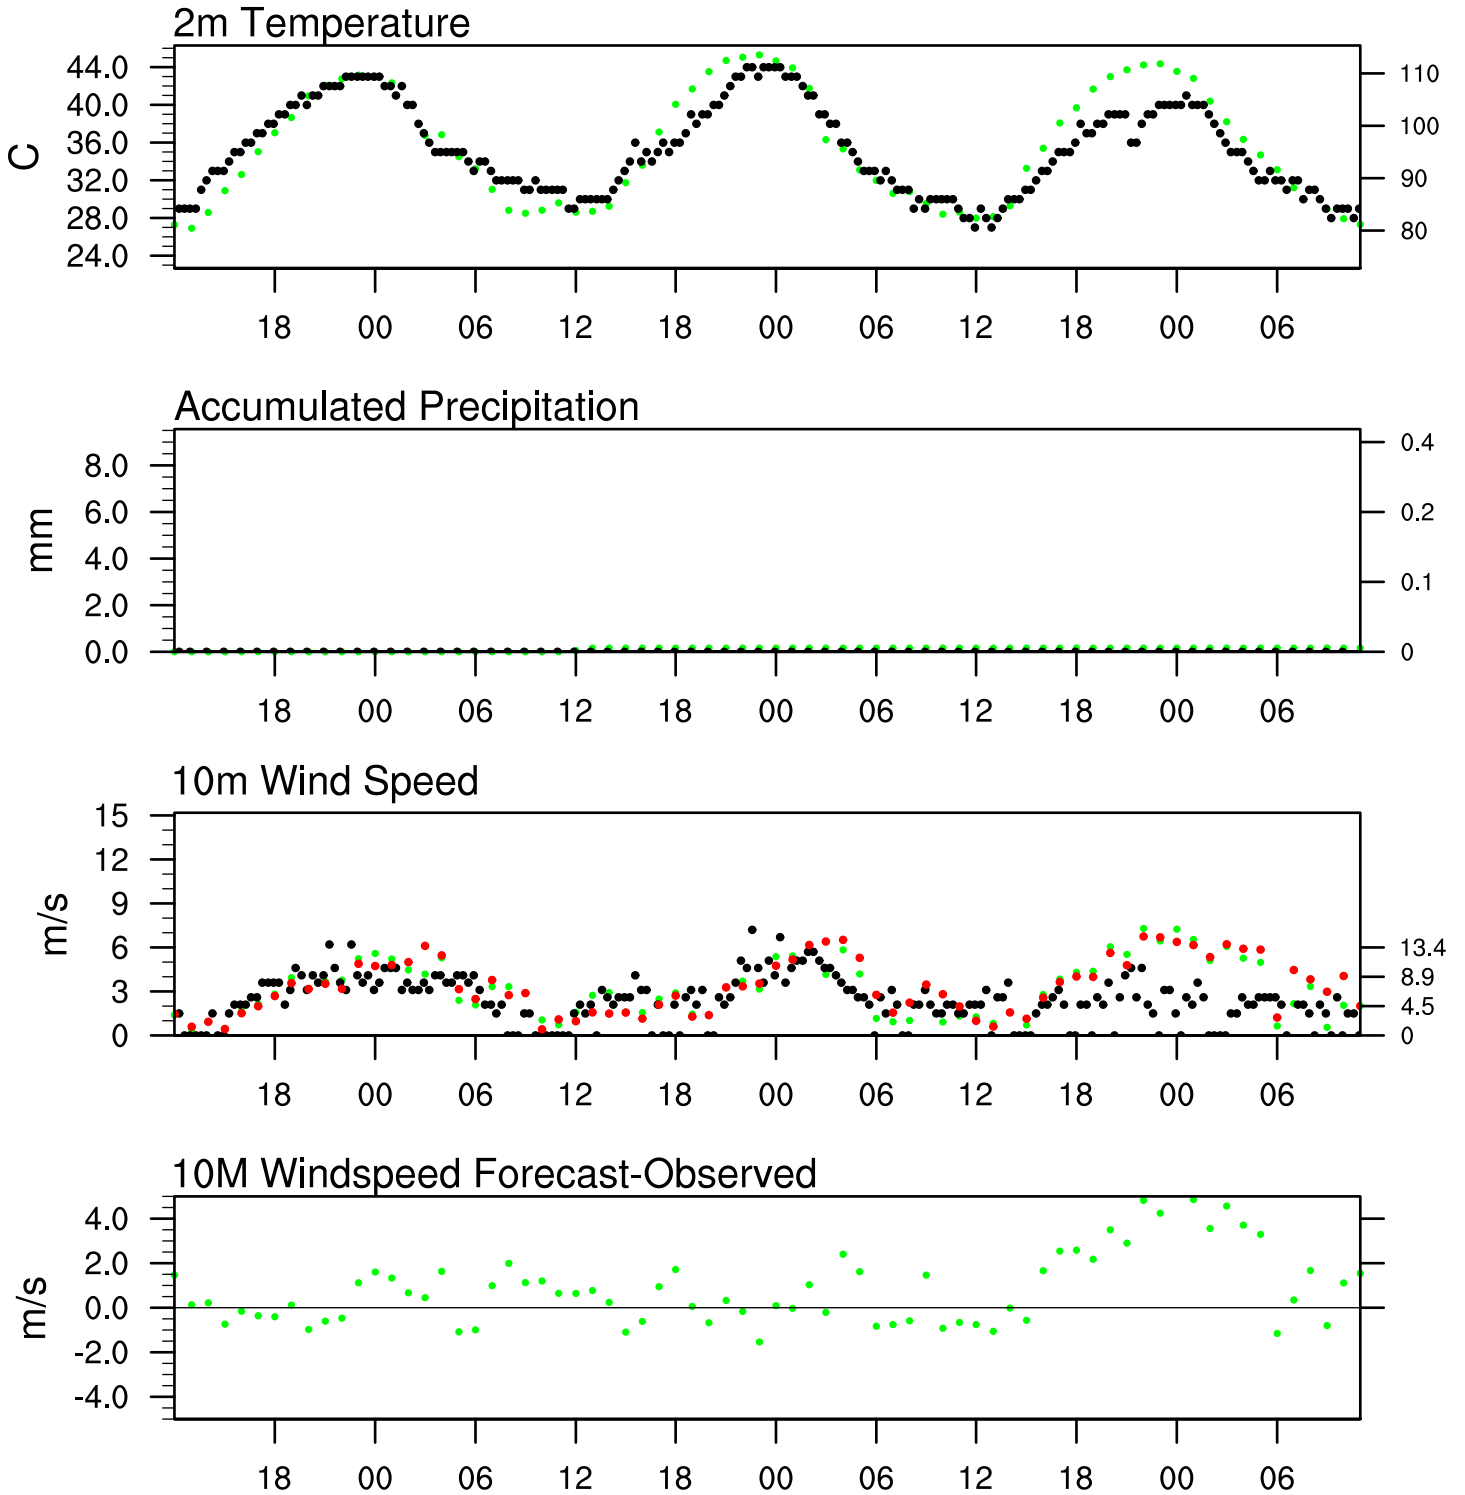 2m Temperature
44.0
40.0
36.0
32.0
28.0
24.0
C
110
100
90
80
18 00 06 12 18 00 06 12 18 00 06
Accumulated Precipitation
8.0
6.0
4.0
2.0
0.0
mm
0.4
0.2
0.1
0
18 00 06 12 18 00 06 12 18 00 06
10m Wind Speed
15
12
9
6
3
0
m/s
13.4
8.9
4.5
0
18 00 06 12 18 00 06 12 18 00 06
10M Windspeed Forecast-Observed
4.0
2.0
0.0
-2.0
-4.0
m/s
18 00 06 12 18 00 06 12 18 00 06